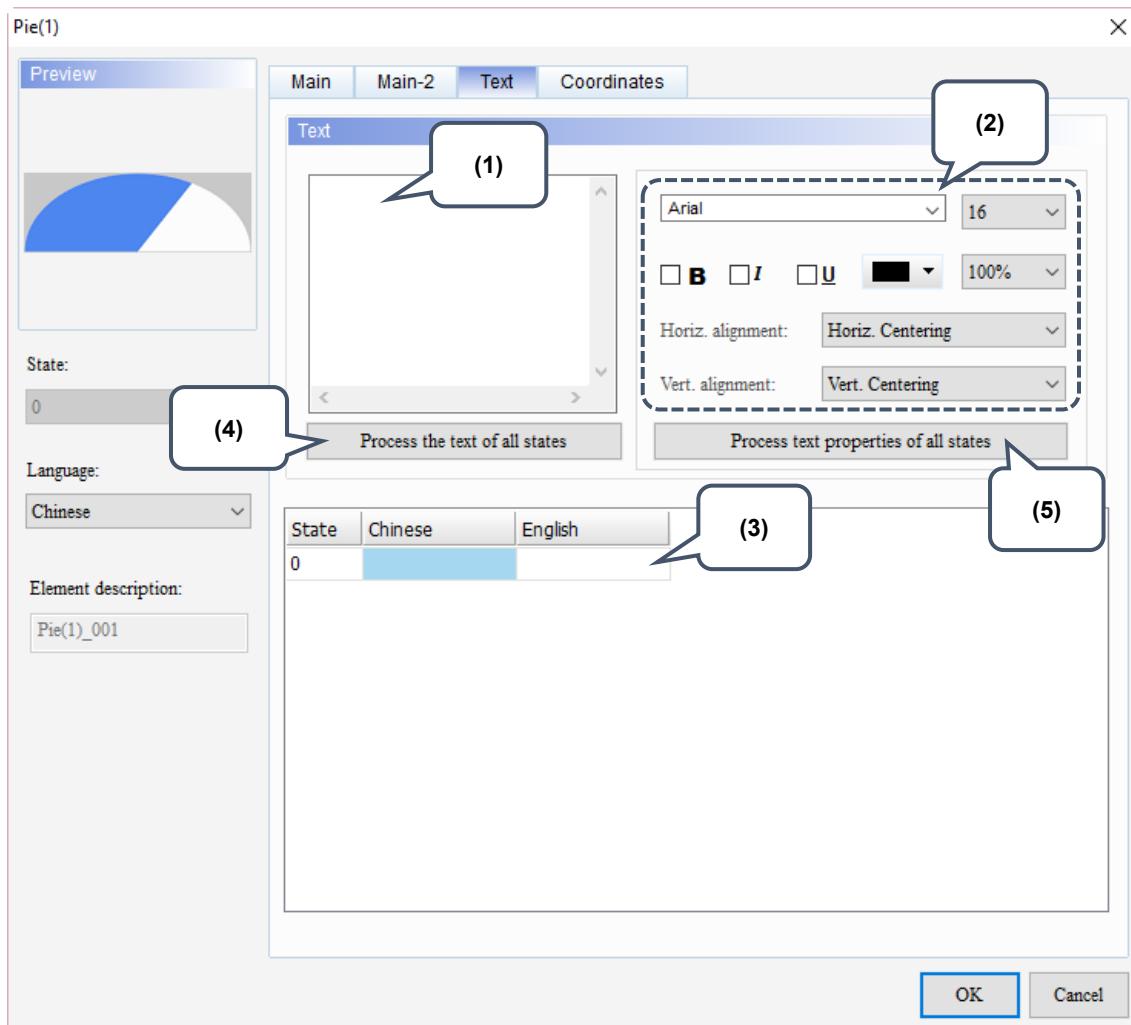 Pie(1)
Preview
Main Main-2 Text Coordinates
Text
(1)
(2)
Arial 16
B I U 100%
Horiz. alignment: Horiz. Centering
Vert. alignment: Vert. Centering
State:
0
(4)
Process the text of all states
Process text properties of all states
Language:
Chinese
(3)
(5)
State Chinese English
0
Element description:
Pie(1)_001
OK Cancel